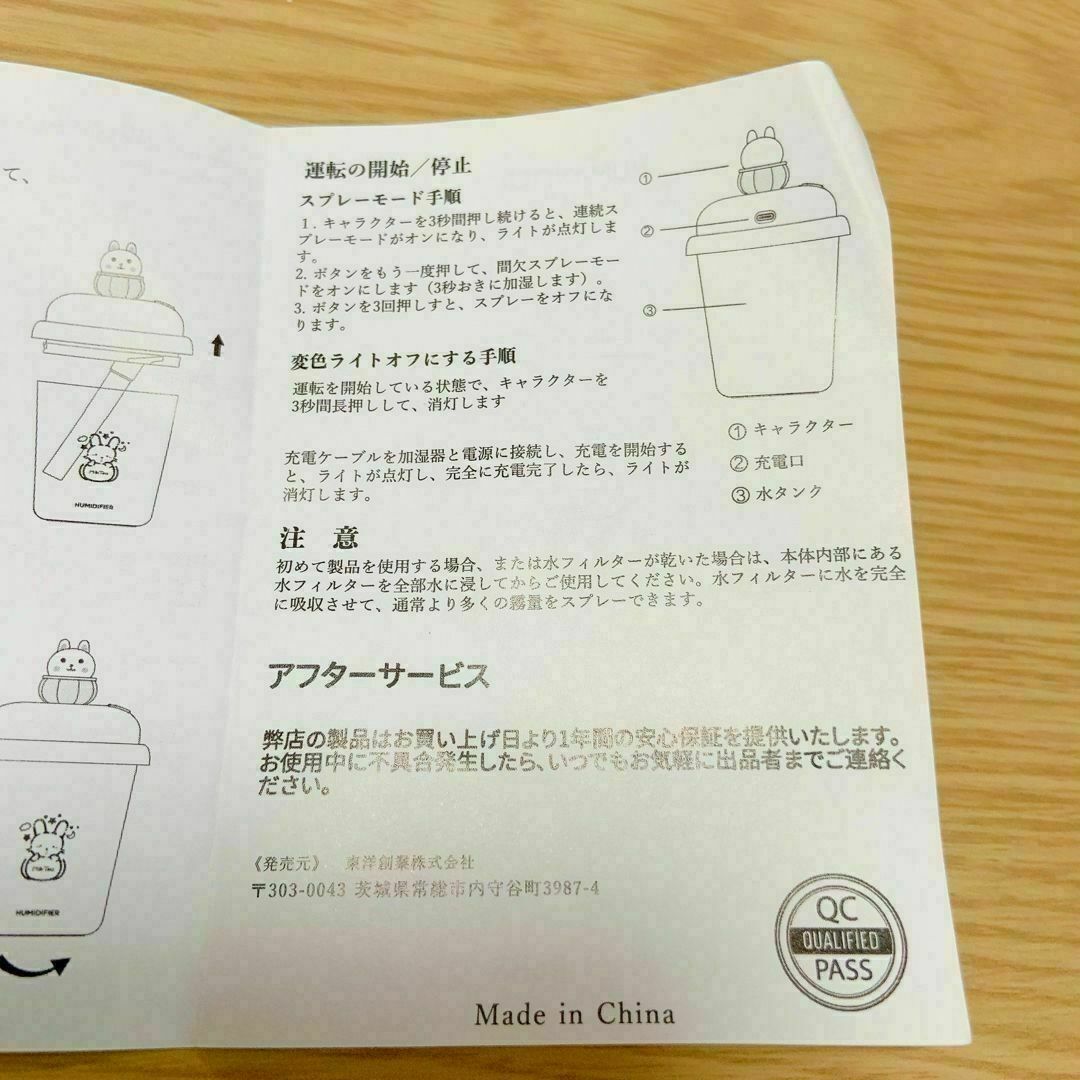 て、
運転の開始／停止
スプレーモード手順
1. キャラクターを3秒間押し続けると、連続ス
プレーモードがオンになり、ライトが点灯しま
す。
2. ボタンをもう一度押して、間欠スプレーモー
ドをオンにします（3秒おきに加湿します）。
3. ボタンを3回押しすと、スプレーをオフにな
ります。
変色ライトオフにする手順
運転を開始している状態で、キャラクターを
3秒間長押しして、消灯します
充電ケーブルを加湿器と電源に接続し、充電を開始する
と、ライトが点灯し、完全に充電完了したら、ライトが
消灯します。
①
②
③
① キャラクター
② 充電口
③ 水タンク
注 意
初めて製品を使用する場合、または水フィルターが乾いた場合は、本体内部にある
水フィルターを全部水に浸してからご使用してください。水フィルターに水を完全
に吸収させて、通常より多くの霧量をスプレーできます。
アフターサービス
弊店の製品はお買い上げ日より1年間の安心保証を提供いたします。
お使用中に不具合発生したら、いつでもお気軽に出品者までご連絡く
ださい。
《発売元》 東洋創業株式会社
〒303-0043 茨城県常総市内守谷町3987-4
QC
QUALIFIED
PASS
Made in China
Milk Tea
HUMIDIFIER
Milk Tea
HUMIDIFIER